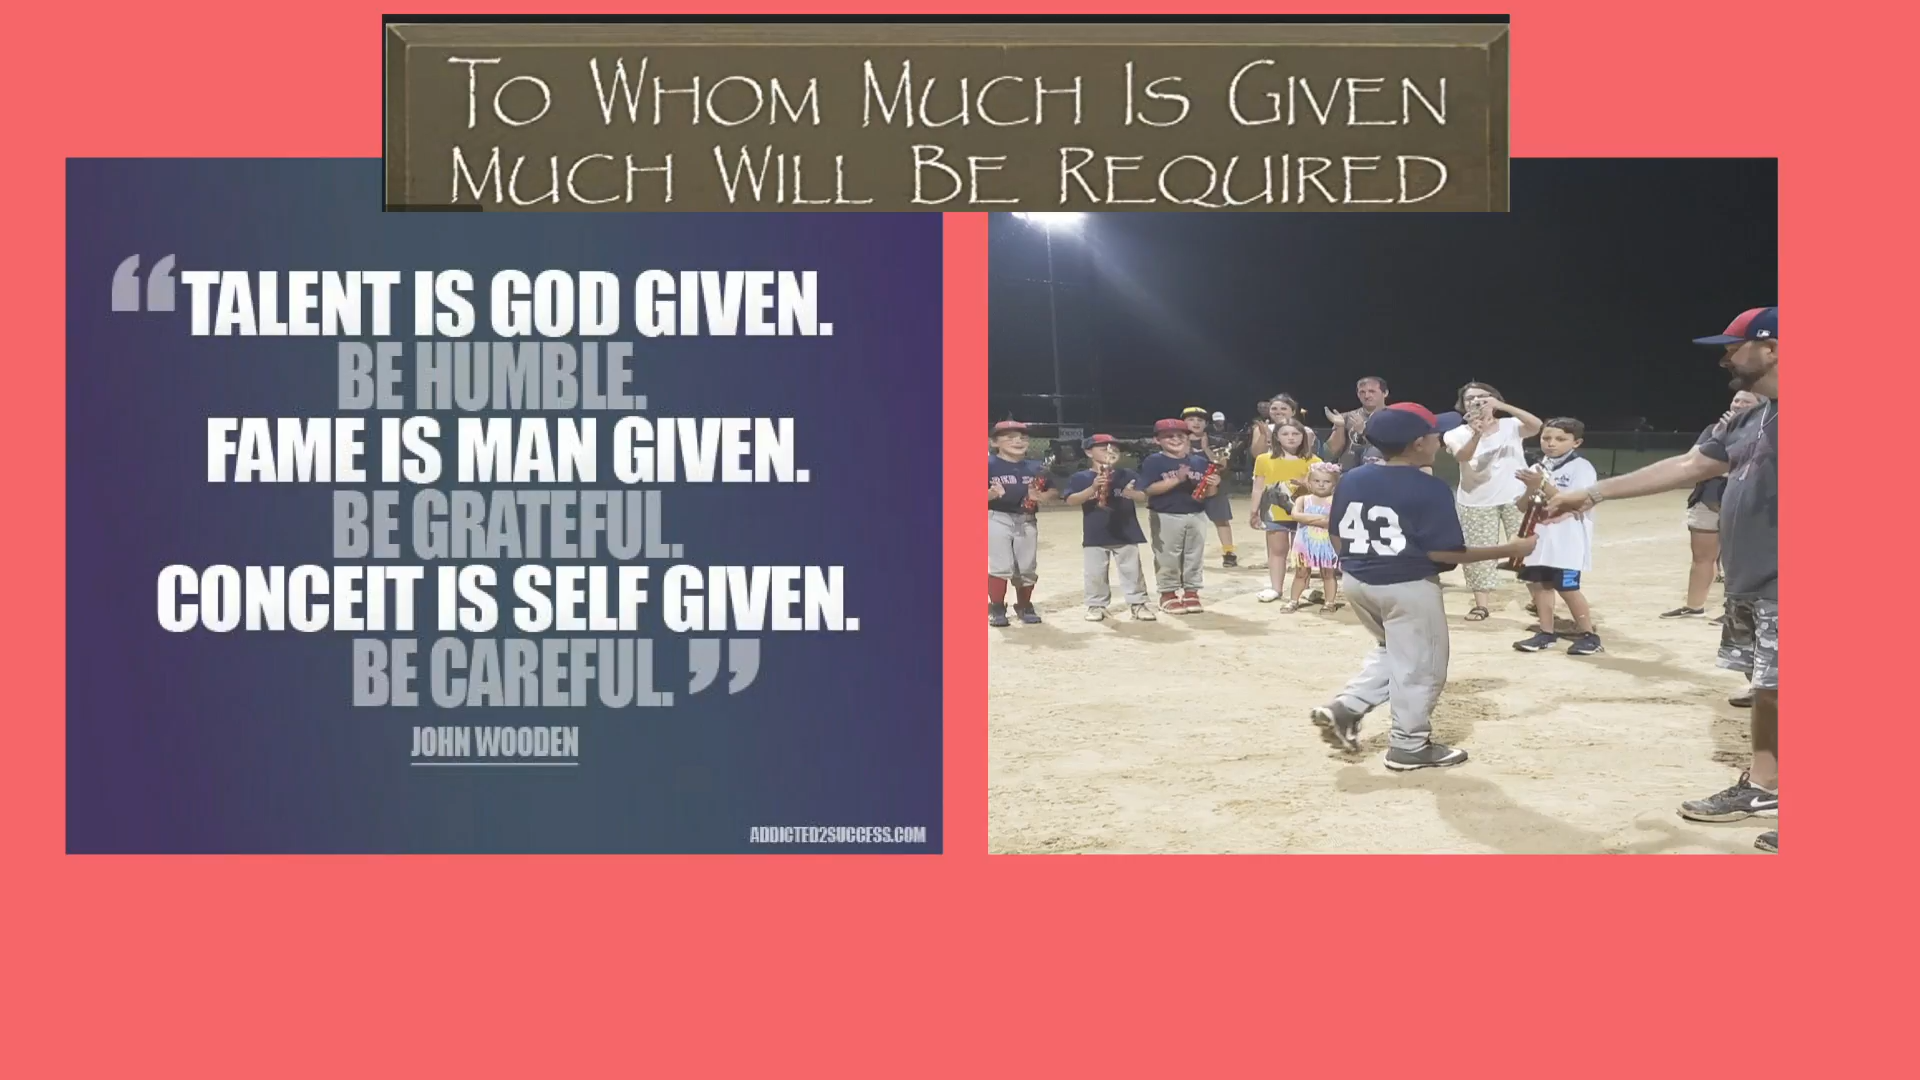 To Whom Much Is Given
Much Will Be Required
“TALENT IS GOD GIVEN.
BE HUMBLE.
FAME IS MAN GIVEN.
BE GRATEFUL.
CONCEIT IS SELF GIVEN.
BE CAREFUL.”
JOHN WOODEN
ADDICTED2SUCCESS.COM
43